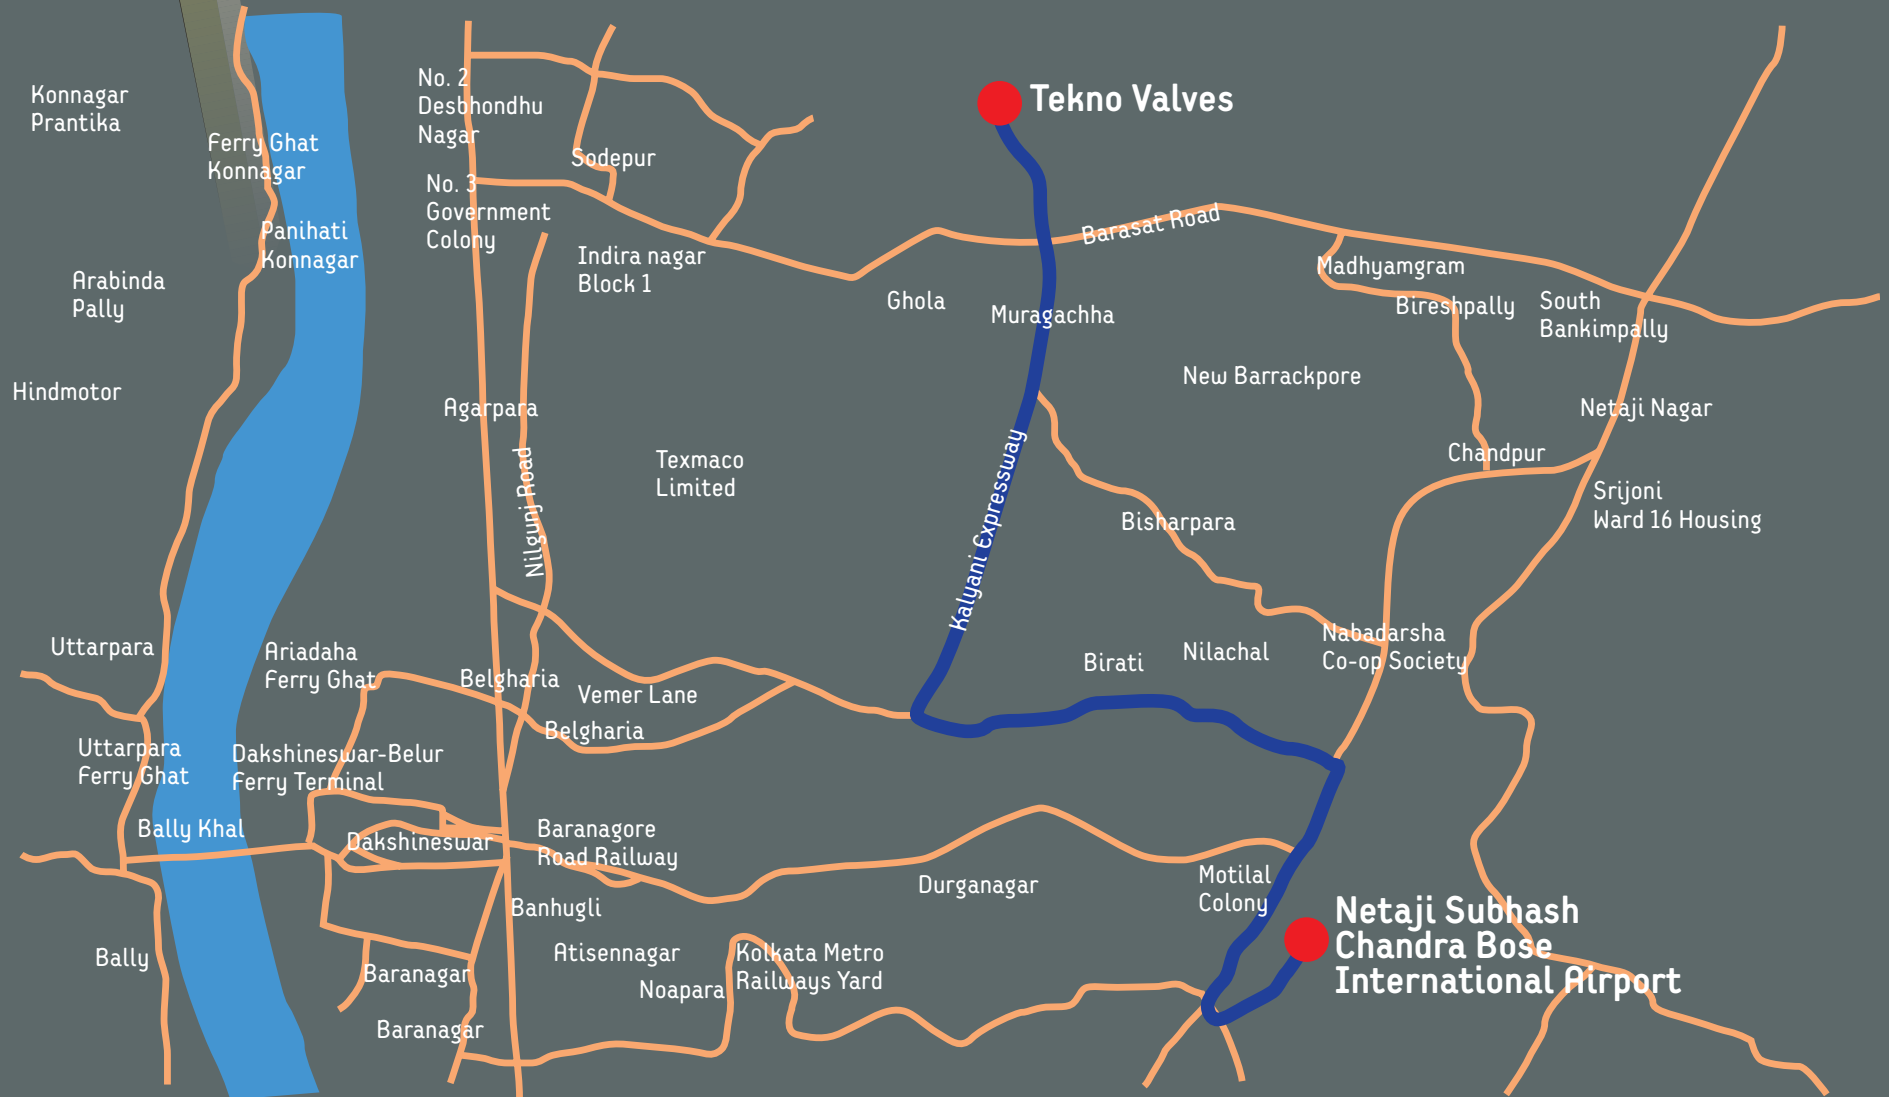 Konnagar
Prantika
Ferry Ghat
Konnagar
Panihati
Konnagar
Arabinda
Pally
Hindmotor
No. 2
Desbhondhu
Nagar
Sodepur
No. 3
Government
Colony
Indira nagar
Block 1
Tekno Valves
Barasat Road
Ghola
Muragachha
Madhyamgram
Bireshpally
South
Bankimpally
New Barrackpore
Netaji Nagar
Agarpara
Texmaco
Limited
Nilgunj Road
Kalyani Expressway
Chandpur
Srijoni
Ward 16 Housing
Bisharpara
Uttarpara
Ariadaha
Ferry Ghat
Belgharia
Vemer Lane
Belgharia
Birati
Nilachal
Nabadarsha
Co-op Society
Uttarpara
Ferry Ghat
Dakshineswar-Belur
Ferry Terminal
Bally Khal
Dakshineswar
Baranagore
Road Railway
Durganagar
Motilal
Colony
Banhugli
Netaji Subhash
Chandra Bose
International Airport
Bally
Baranagar
Atisennagar
Noapara
Kolkata Metro
Railways Yard
Baranagar